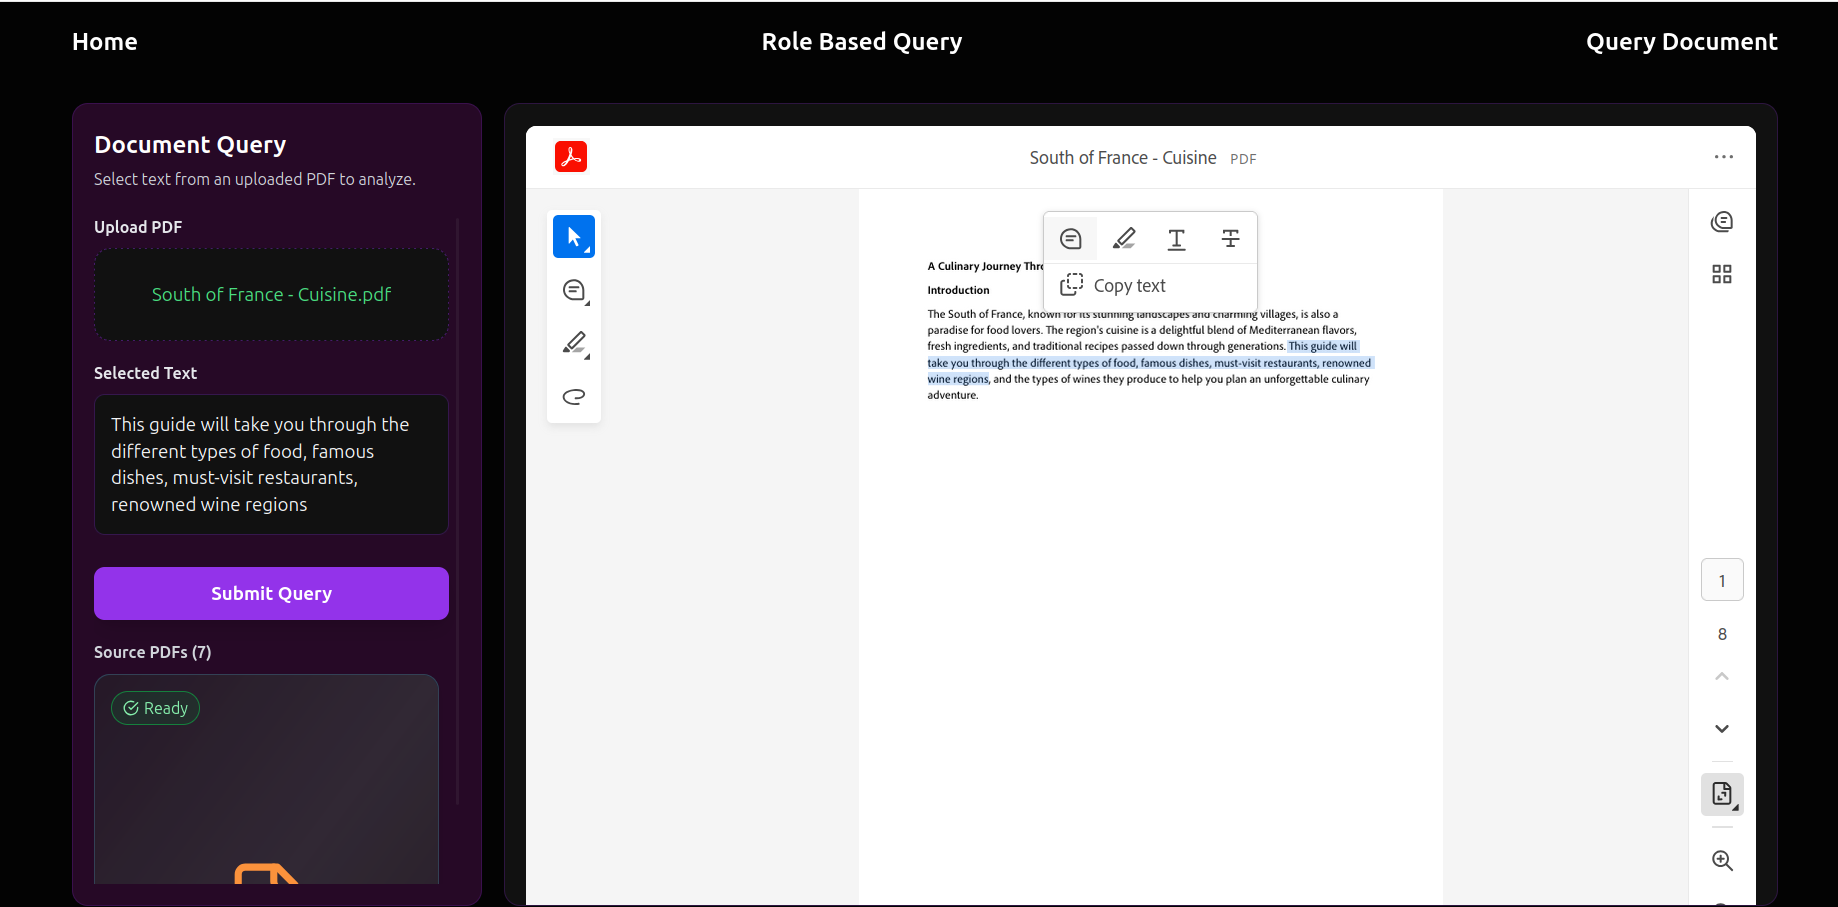 Home
Role Based Query
Query Document
Document Query
Select text from an uploaded PDF to analyze.
Upload PDF
South of France - Cuisine.pdf
Selected Text
This guide will take you through the
different types of food, famous
dishes, must-visit restaurants,
renowned wine regions
Submit Query
Source PDFs (7)
Ready
South of France - Cuisine PDF
Copy text
A Culinary Journey
Introduction
The South of France, known for its stunning landscapes and charming villages, is also a
paradise for food lovers. The region's cuisine is a delightful blend of Mediterranean flavors,
fresh ingredients, and traditional recipes passed down through generations. This guide will
take you through the different types of food, famous dishes, must-visit restaurants, renowned
wine regions, and the types of wines they produce to help you plan an unforgettable culinary
adventure.
1
8